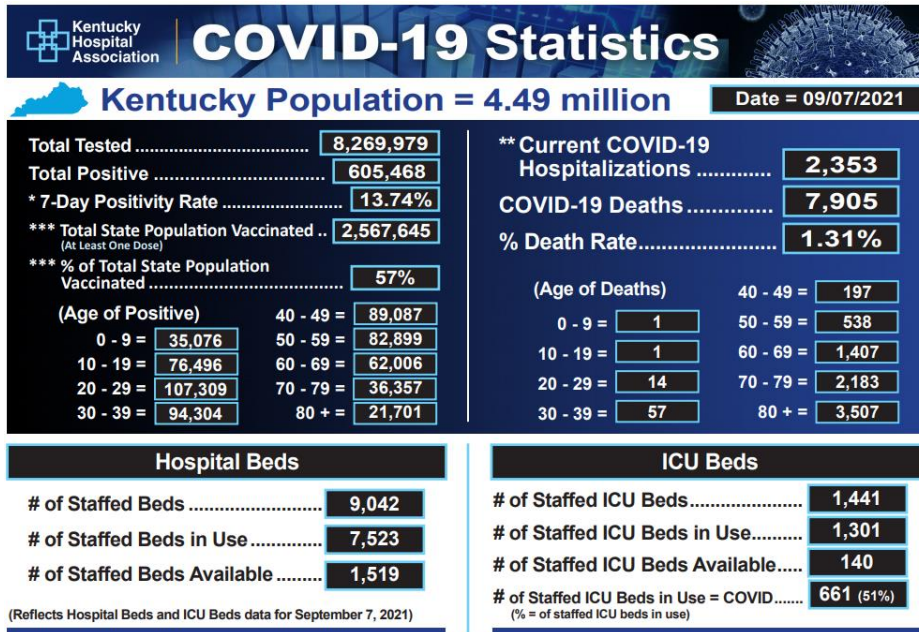 Kentucky
Hospital
Association
COVID-19 Statistics
Kentucky Population = 4.49 million
Date = 09/07/2021
Total Tested .................................... 8,269,979
Total Positive ................................... 605,468
* 7-Day Positivity Rate ......................... 13.74%
*** Total State Population Vaccinated .. 2,567,645
(At Least One Dose)
*** % of Total State Population
Vaccinated ........................................ 57%
(Age of Positive)
0 - 9 = 35,076
10 - 19 = 76,496
20 - 29 = 107,309
30 - 39 = 94,304
40 - 49 = 89,087
50 - 59 = 82,899
60 - 69 = 62,006
70 - 79 = 36,357
80 + = 21,701
** Current COVID-19
Hospitalizations ............. 2,353
COVID-19 Deaths ............... 7,905
% Death Rate........................ 1.31%
(Age of Deaths)
0 - 9 = 1
10 - 19 = 1
20 - 29 = 14
30 - 39 = 57
40 - 49 = 197
50 - 59 = 538
60 - 69 = 1,407
70 - 79 = 2,183
80 + = 3,507
Hospital Beds
# of Staffed Beds ......................... 9,042
# of Staffed Beds in Use ............. 7,523
# of Staffed Beds Available ......... 1,519
(Reflects Hospital Beds and ICU Beds data for September 7, 2021)
ICU Beds
# of Staffed ICU Beds....................... 1,441
# of Staffed ICU Beds in Use.......... 1,301
# of Staffed ICU Beds Available..... 140
# of Staffed ICU Beds in Use = COVID....... 661 (51%)
(% = of staffed ICU beds in use)